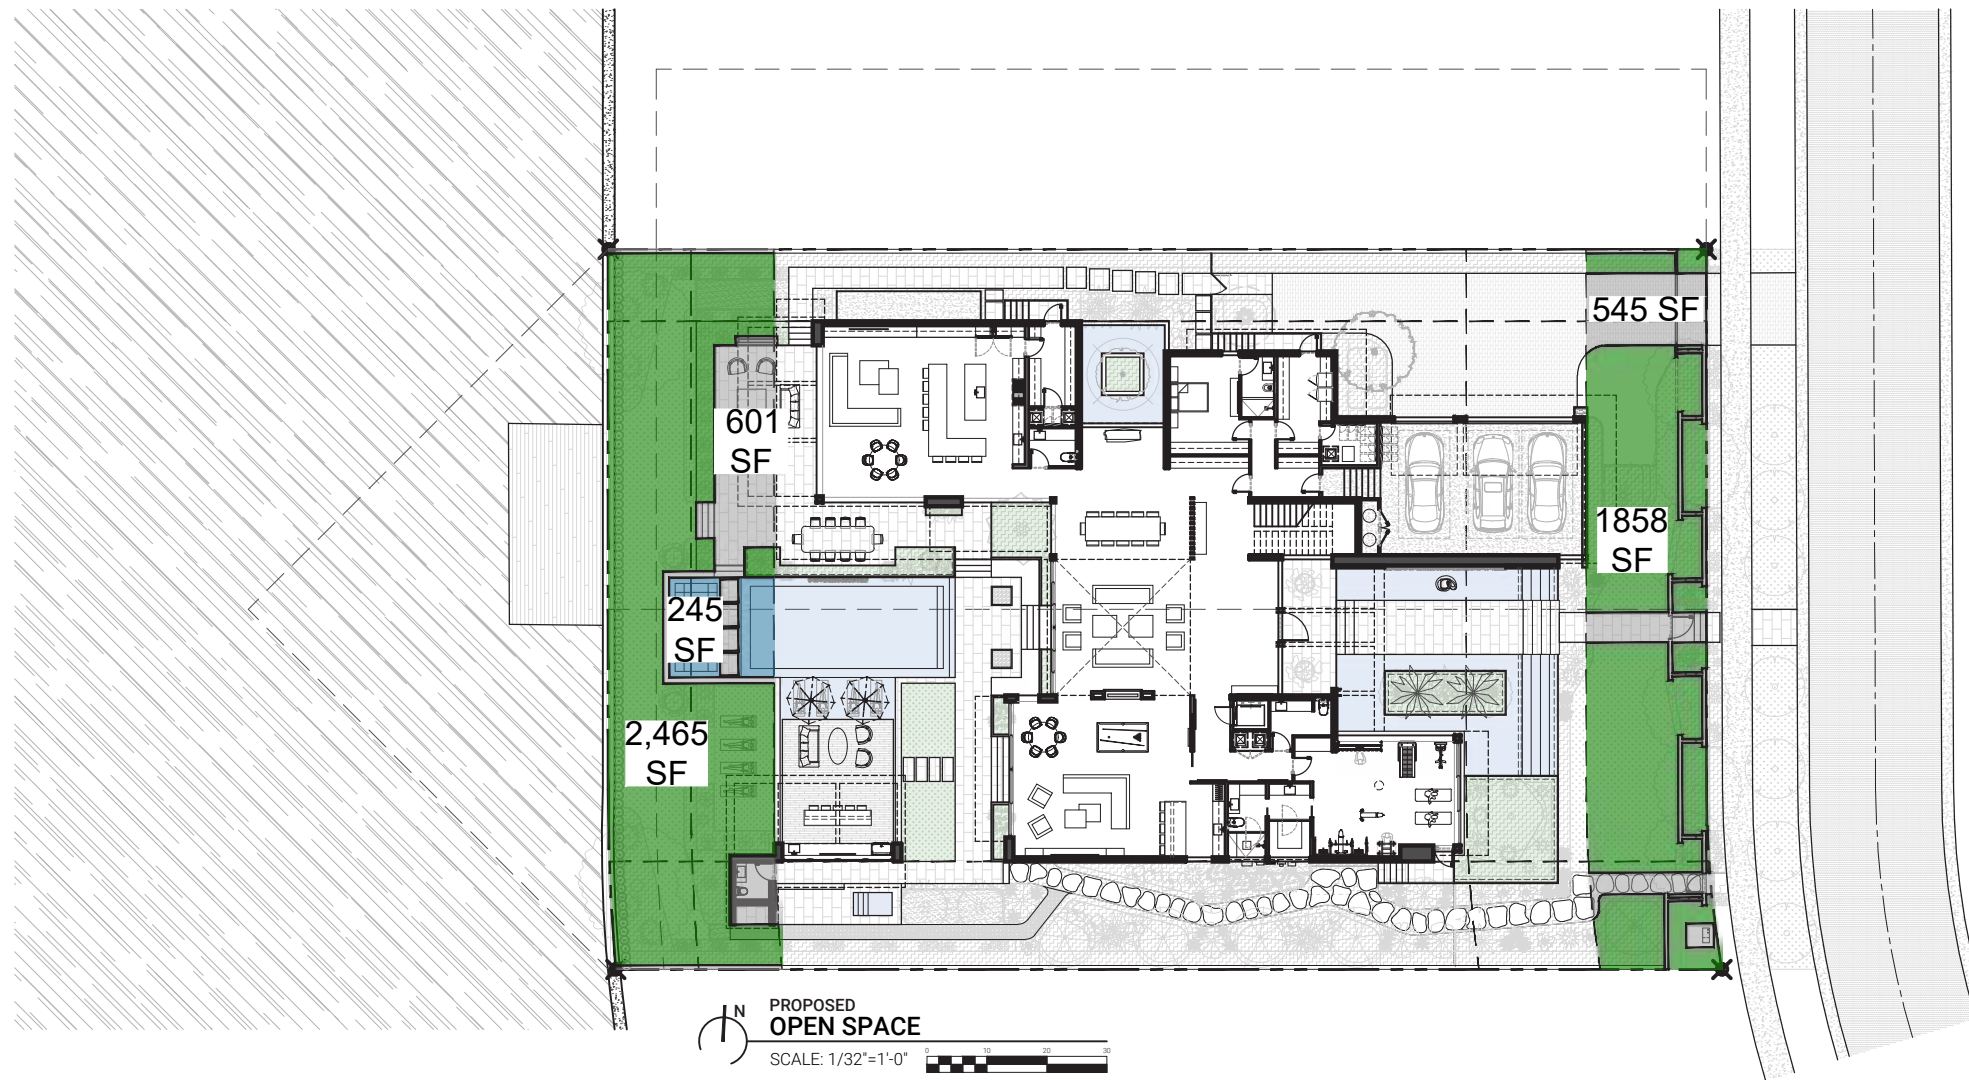 545 SF
601
SF
1858
SF
245
SF
2,465
SF
N
PROPOSED
OPEN SPACE
SCALE: 1/32"=1'-0"
0 10 20 30